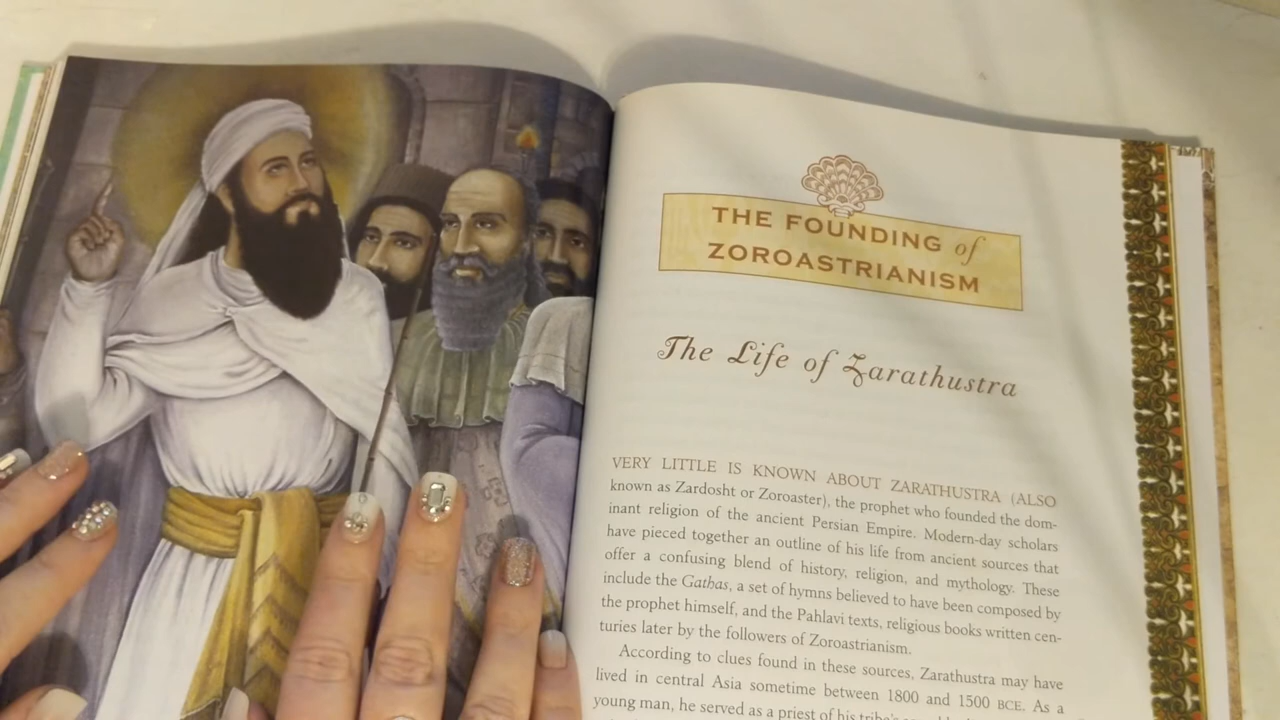 THE FOUNDING of
ZOROASTRIANISM
The Life of Zarathustra
VERY LITTLE IS KNOWN ABOUT ZARATHUSTRA (ALSO
known as Zardosht or Zoroaster), the prophet who founded the dom-
inant religion of the ancient Persian Empire. Modern-day scholars
have pieced together an outline of his life from ancient sources that
offer a confusing blend of history, religion, and mythology. These
include the Gathas, a set of hymns believed to have been composed by
the prophet himself, and the Pahlavi texts, religious books written cen-
turies later by the followers of Zoroastrianism.
According to clues found in these sources, Zarathustra may have
lived in central Asia sometime between 1800 and 1500 BCE. As a
young man, he served as a priest of his tribe's